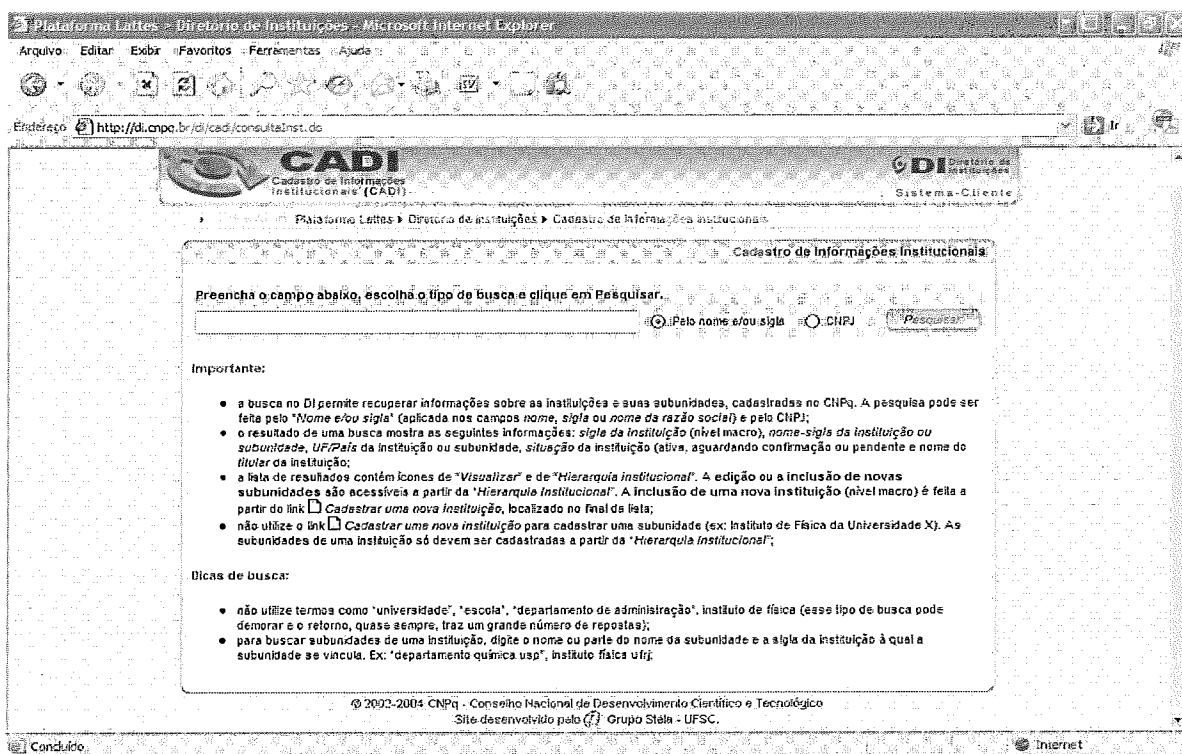 Plataforma Lattes - Diretório de Instituições - Microsoft Internet Explorer
Arquivo Editar Exibir Favoritos Ferramentas Ajuda
Endereço http://di.cnpq.br/di/cadi/consultaInst.do Ir
CADI
Cadastro de Informações
Institucionais (CADI)
DI Diretório de Instituições
Sistema-Cliente
Plataforma Lattes Diretório de Instituições Cadastro de Informações Institucionais
Cadastro de Informações Institucionais
Preencha o campo abaixo, escolha o tipo de busca e clique em Pesquisar.
Pelo nome e/ou sigla CNPJ Pesquisar
Importante:
• a busca no DI permite recuperar informações sobre as instituições e suas subunidades, cadastradas no CNPq. A pesquisa pode ser
feita pelo "Nome e/ou sigla" (aplicada nos campos nome, sigla ou nome da razão social) e pelo CNPJ;
• o resultado de uma busca mostra as seguintes informações: sigla da instituição (nível macro), nome-sigla da instituição ou
subunidade, UF/País da instituição ou subunidade, situação da instituição (ativa, aguardando confirmação ou pendente e nome do
titular da instituição;
• a lista de resultados contém ícones de "Visualizar" e de "Hierarquia institucional". A edição ou a inclusão de novas
subunidades são acessíveis a partir da "Hierarquia Institucional". A inclusão de uma nova instituição (nível macro) é feita a
partir do link Cadastrar uma nova instituição, localizado no final da lista;
• não utilize o link Cadastrar uma nova instituição para cadastrar uma subunidade (ex: Instituto de Física da Universidade X). As
subunidades de uma instituição só devem ser cadastradas a partir da "Hierarquia Institucional";
Dicas de busca:
• não utilize termos como "universidade", "escola", "departamento de administração", instituto de física (esse tipo de busca pode
demorar e o retorno, quase sempre, traz um grande número de repostas);
• para buscar subunidades de uma instituição, digite o nome ou parte do nome da subunidade e a sigla da instituição à qual a
subunidade se vincula. Ex: "departamento química usp", instituto física ufrj;
© 2002-2004 CNPq - Conselho Nacional de Desenvolvimento Científico e Tecnológico
Site desenvolvido pelo Grupo Stela - UFSC.
Concluído Internet